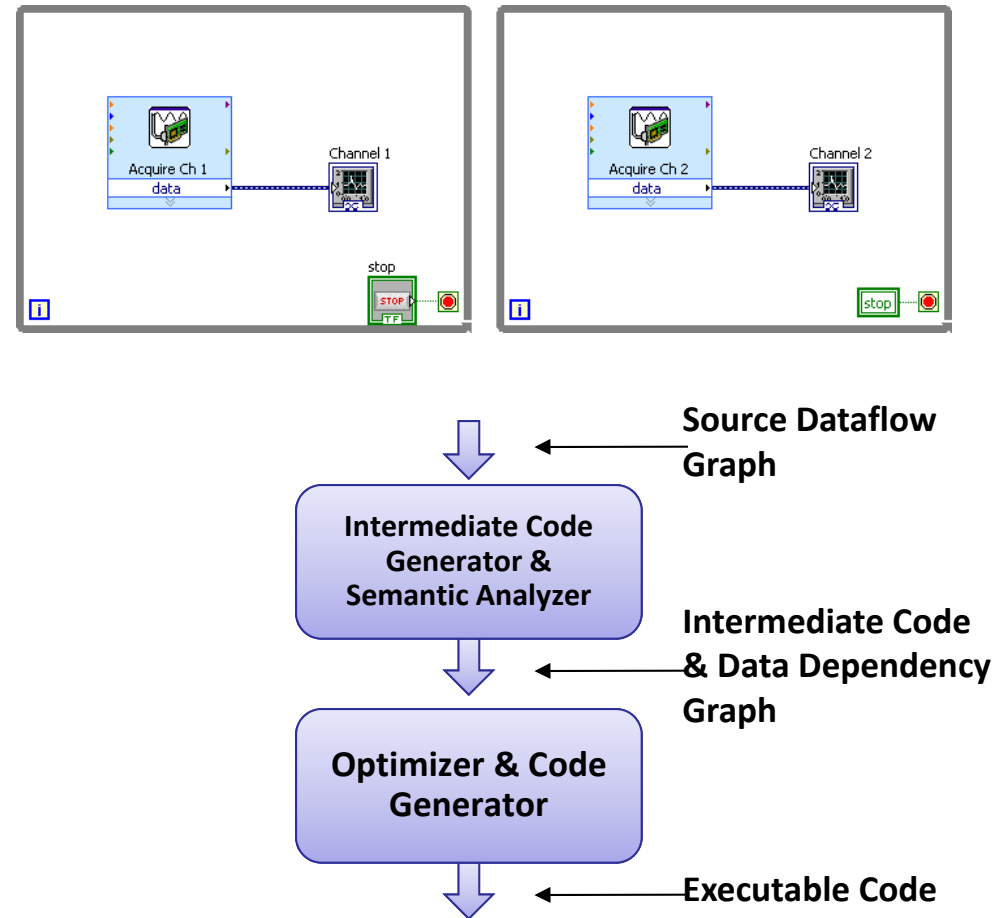 Acquire Ch 1
data
Channel 1
stop
STOP
TF
i
Acquire Ch 2
data
Channel 2
stop
i
Source Dataflow
Graph
Intermediate Code
Generator &
Semantic Analyzer
Intermediate Code
& Data Dependency
Graph
Optimizer & Code
Generator
Executable Code